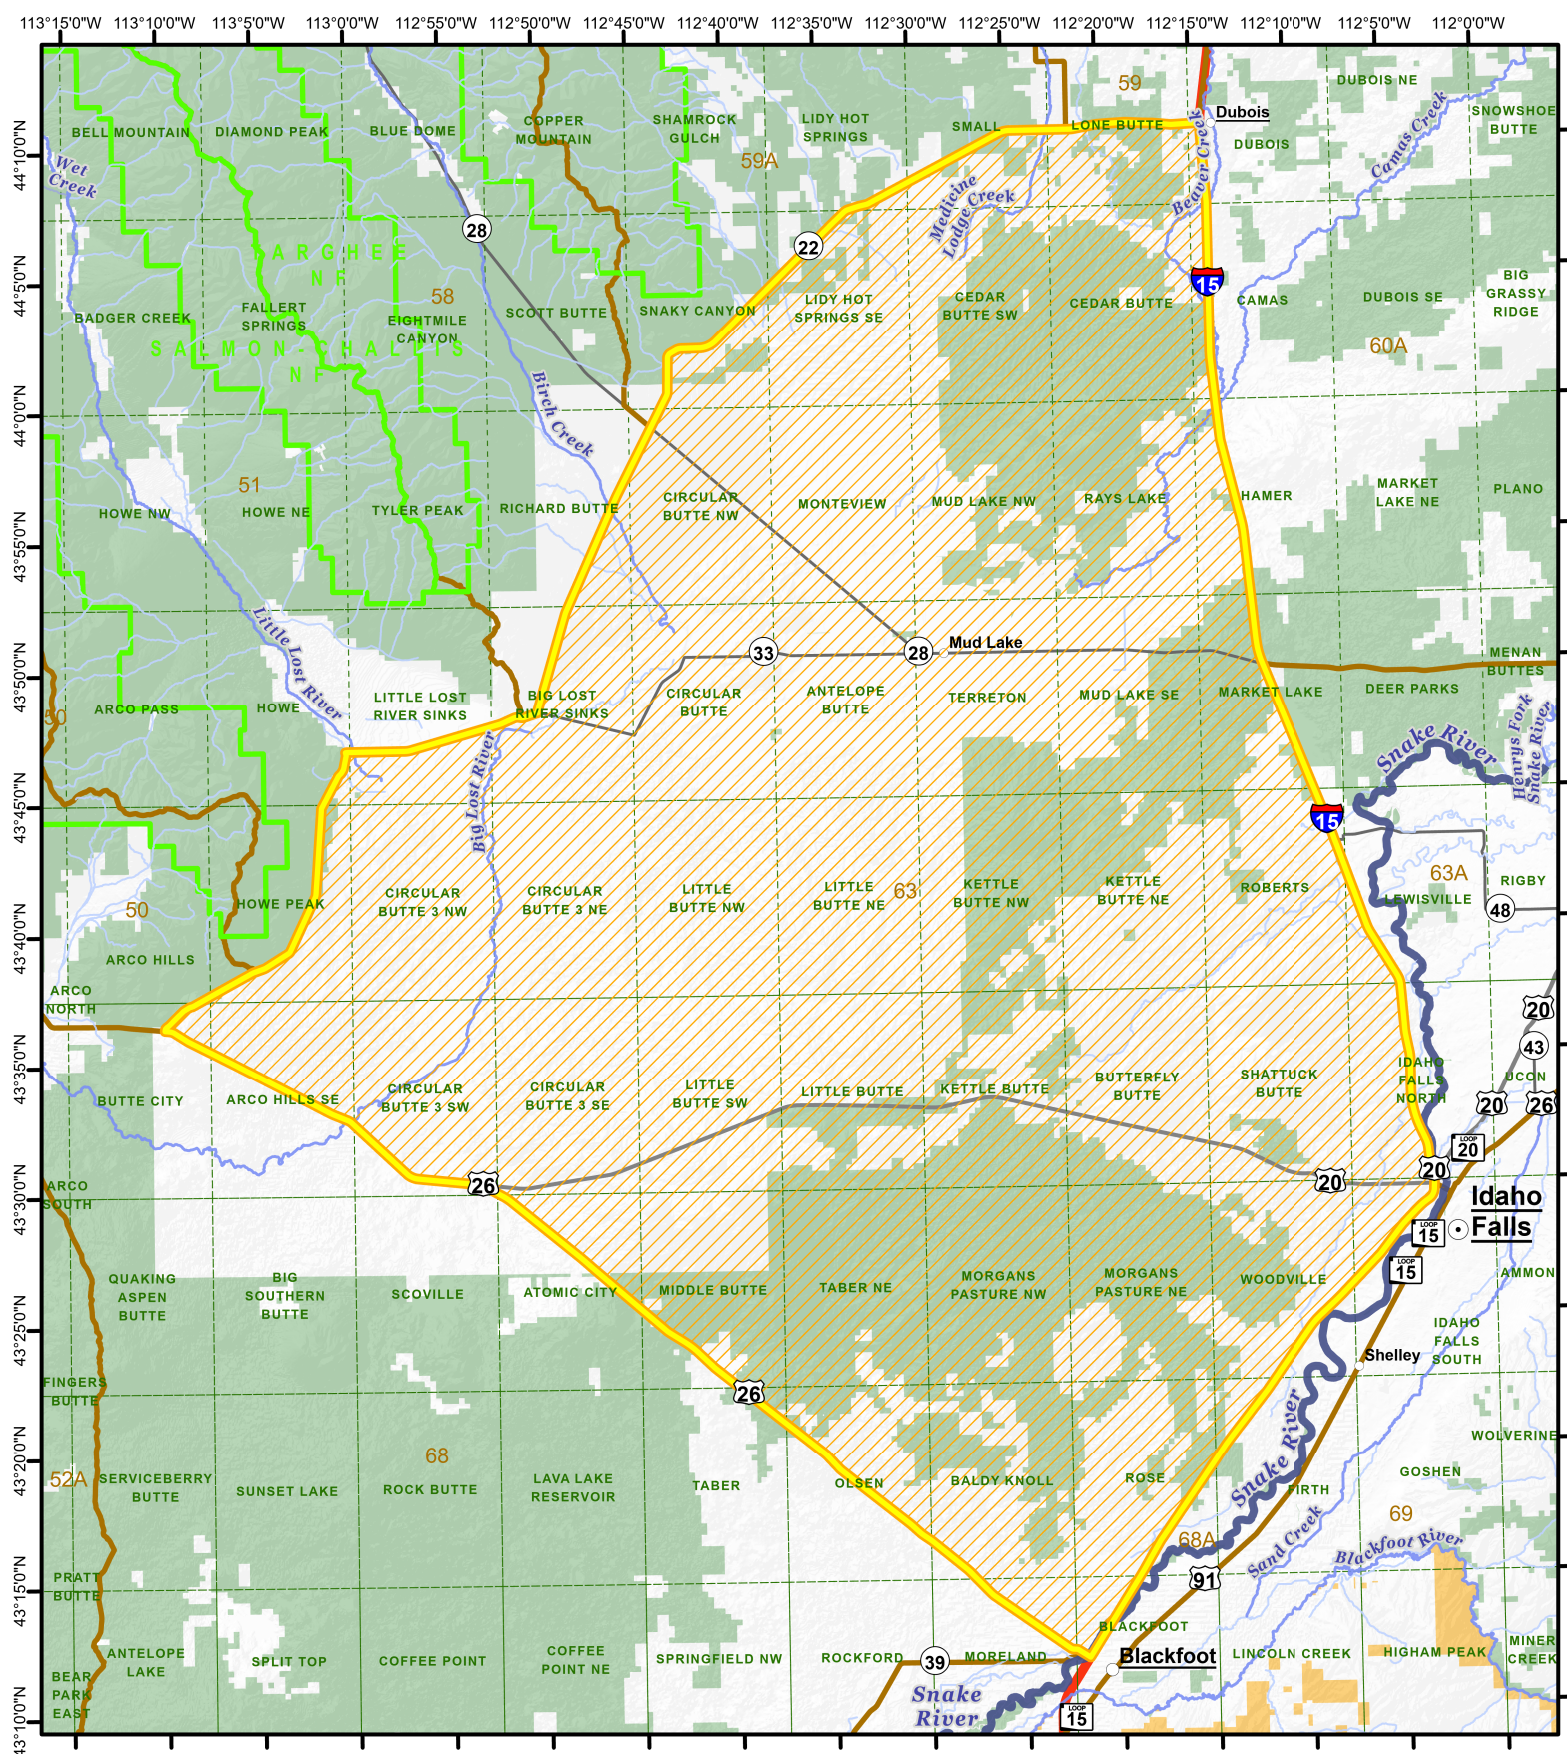 113°15'0"W 113°10'0"W 113°5'0"W 113°0'0"W 112°55'0"W 112°50'0"W 112°45'0"W 112°40'0"W 112°35'0"W 112°30'0"W 112°25'0"W 112°20'0"W 112°15'0"W 112°10'0"W 112°5'0"W 112°0'0"W
44°10'0"N
44°5'0"N
44°0'0"N
43°55'0"N
43°50'0"N
43°45'0"N
43°40'0"N
43°35'0"N
43°30'0"N
43°25'0"N
43°20'0"N
43°15'0"N
43°10'0"N
59
DUBOIS NE
SNOWSHOE
BUTTE
BELL MOUNTAIN
DIAMOND PEAK
BLUE DOME
COPPER
MOUNTAIN
SHAMROCK
GULCH
LIDY HOT
SPRINGS
SMALL
LONE BUTTE
Dubois
DUBOIS
Camas Creek
Beaver Creek
59A
Wet
Creek
Medicine
Lodge Creek
28
22
TARGHEE
NF
58
15
BADGER CREEK
FALLERT
SPRINGS
EIGHTMILE
CANYON
SCOTT BUTTE
SNAKY CANYON
LIDY HOT
SPRINGS SE
CEDAR
BUTTE SW
CEDAR BUTTE
CAMAS
DUBOIS SE
BIG
GRASSY
RIDGE
SALMON-CHALLIS
NF
60A
Birch Creek
51
HOWE NW
HOWE NE
TYLER PEAK
RICHARD BUTTE
CIRCULAR
BUTTE NW
MONTEVIEW
MUD LAKE NW
RAYS LAKE
HAMER
MARKET
LAKE NE
PLANO
Little Lost River
33
28
Mud Lake
MENAN
BUTTES
50
ARCO PASS
HOWE
LITTLE LOST
RIVER SINKS
BIG LOST
RIVER SINKS
CIRCULAR
BUTTE
ANTELOPE
BUTTE
TERRETON
MUD LAKE SE
MARKET LAKE
DEER PARKS
Big Lost River
Snake River
Henrys Fork
Snake River
15
50
HOWE PEAK
CIRCULAR
BUTTE 3 NW
CIRCULAR
BUTTE 3 NE
LITTLE
BUTTE NW
LITTLE
BUTTE NE
63
KETTLE
BUTTE NW
KETTLE
BUTTE NE
ROBERTS
63A
LEWISVILLE
RIGBY
48
ARCO HILLS
ARCO
NORTH
20
43
BUTTE CITY
ARCO HILLS SE
CIRCULAR
BUTTE 3 SW
CIRCULAR
BUTTE 3 SE
LITTLE
BUTTE SW
LITTLE BUTTE
KETTLE BUTTE
BUTTERFLY
BUTTE
SHATTUCK
BUTTE
IDAHO
FALLS
NORTH
UCON
20
26
LOOP
20
20
26
20
ARCO
SOUTH
Idaho
Falls
LOOP
15
LOOP
15
QUAKING
ASPEN
BUTTE
BIG
SOUTHERN
BUTTE
SCOVILLE
ATOMIC CITY
MIDDLE BUTTE
TABER NE
MORGANS
PASTURE NW
MORGANS
PASTURE NE
WOODVILLE
AMMON
IDAHO
FALLS
SOUTH
Shelley
FINGERS
BUTTE
26
52A
SERVICEBERRY
BUTTE
SUNSET LAKE
68
ROCK BUTTE
LAVA LAKE
RESERVOIR
TABER
OLSEN
BALDY KNOLL
ROSE
Snake River
FIRTH
GOSHEN
WOLVERINE
69
68A
Sand Creek
Blackfoot River
91
PRATT
BUTTE
BLACKFOOT
ANTELOPE
LAKE
SPLIT TOP
COFFEE POINT
COFFEE
POINT NE
SPRINGFIELD NW
ROCKFORD
39
MORELAND
Blackfoot
LINCOLN CREEK
HIGHAM PEAK
MINER
CREEK
BEAR
PARK
EAST
Snake
River
LOOP
15